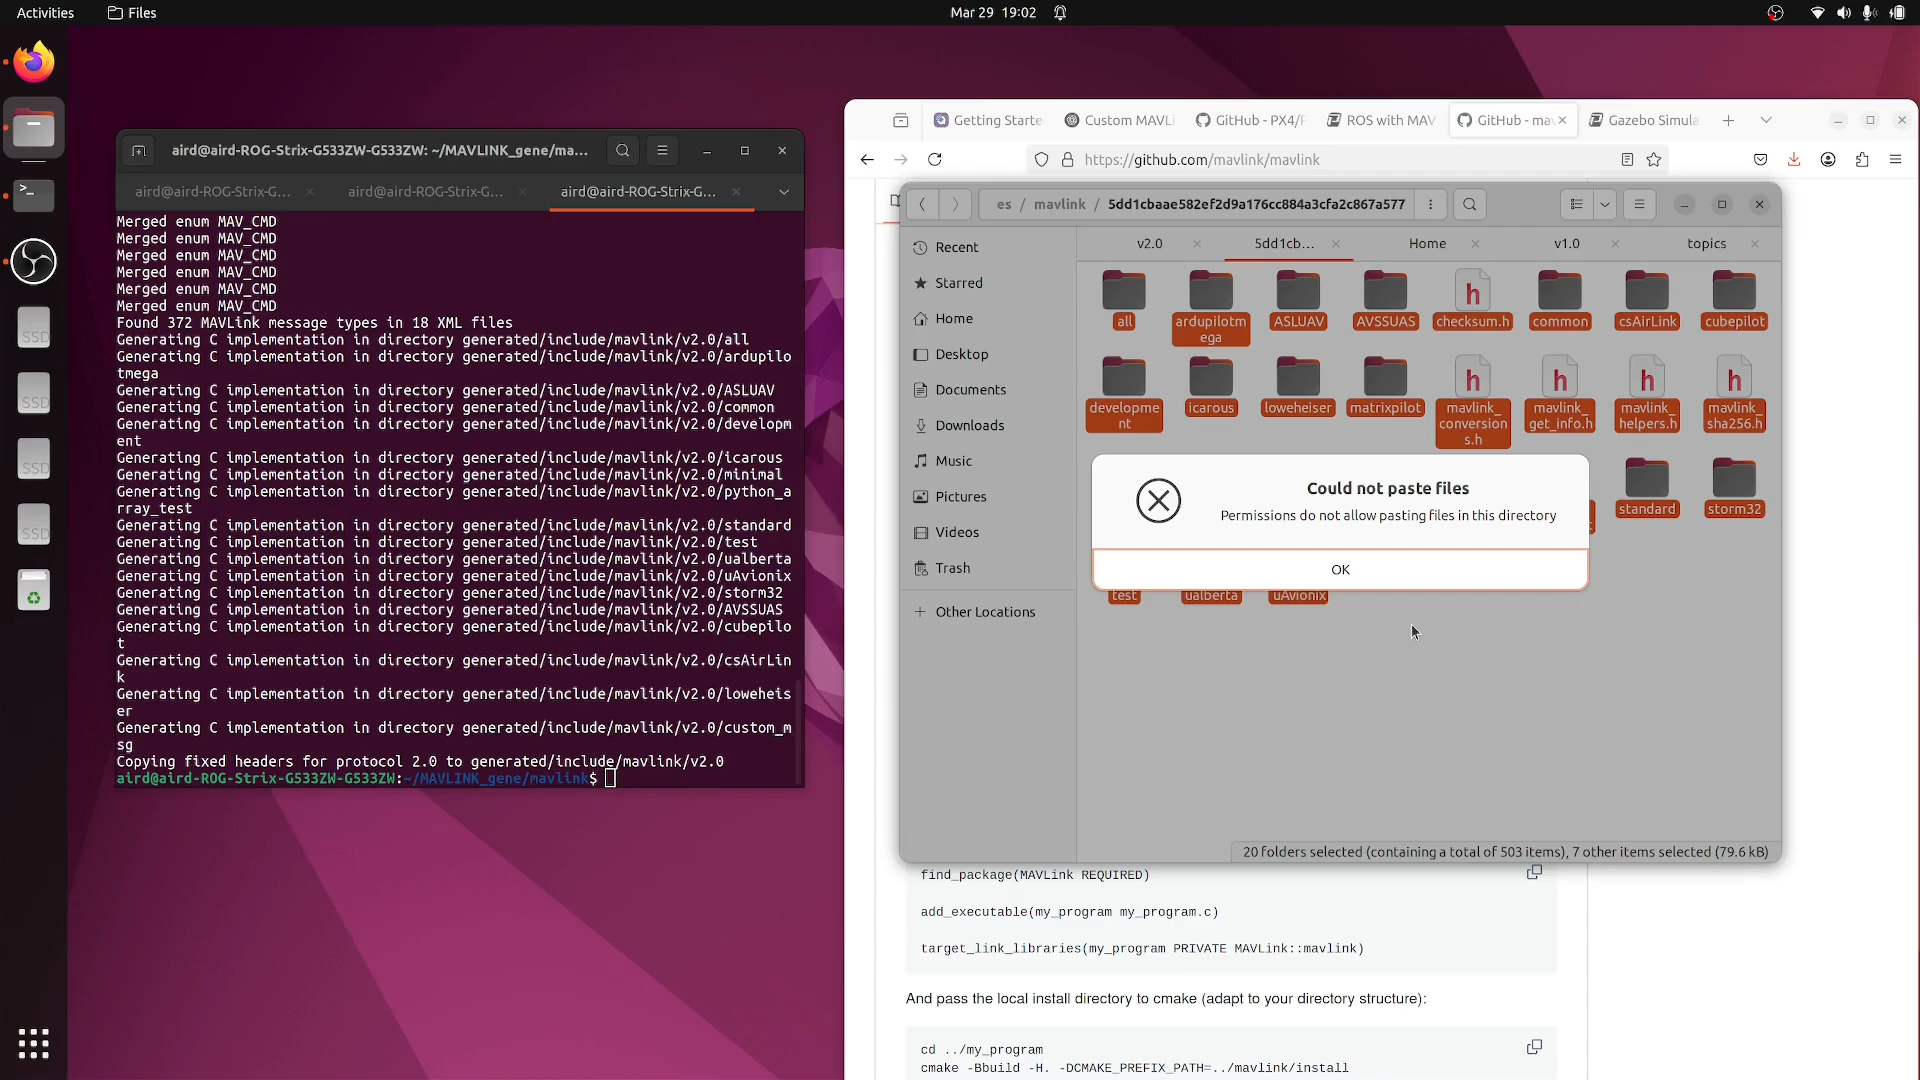 Activities
Files
Mar 29 19:02
aird@aird-ROG-Strix-G533ZW-G533ZW: ~/MAVLINK_gene/ma...
aird@aird-ROG-Strix-G...
aird@aird-ROG-Strix-G...
aird@aird-ROG-Strix-G...
Merged enum MAV_CMD
Merged enum MAV_CMD
Merged enum MAV_CMD
Merged enum MAV_CMD
Merged enum MAV_CMD
Merged enum MAV_CMD
Found 372 MAVLink message types in 18 XML files
Generating C implementation in directory generated/include/mavlink/v2.0/all
Generating C implementation in directory generated/include/mavlink/v2.0/ardupilo
tmega
Generating C implementation in directory generated/include/mavlink/v2.0/ASLUAV
Generating C implementation in directory generated/include/mavlink/v2.0/common
Generating C implementation in directory generated/include/mavlink/v2.0/developm
ent
Generating C implementation in directory generated/include/mavlink/v2.0/icarous
Generating C implementation in directory generated/include/mavlink/v2.0/minimal
Generating C implementation in directory generated/include/mavlink/v2.0/python_a
rray_test
Generating C implementation in directory generated/include/mavlink/v2.0/standard
Generating C implementation in directory generated/include/mavlink/v2.0/test
Generating C implementation in directory generated/include/mavlink/v2.0/ualberta
Generating C implementation in directory generated/include/mavlink/v2.0/uAvionix
Generating C implementation in directory generated/include/mavlink/v2.0/storm32
Generating C implementation in directory generated/include/mavlink/v2.0/AVSSUAS
Generating C implementation in directory generated/include/mavlink/v2.0/cubepilo
t
Generating C implementation in directory generated/include/mavlink/v2.0/csAirLin
k
Generating C implementation in directory generated/include/mavlink/v2.0/loweheis
er
Generating C implementation in directory generated/include/mavlink/v2.0/custom_m
sg
Copying fixed headers for protocol 2.0 to generated/include/mavlink/v2.0
aird@aird-ROG-Strix-G533ZW-G533ZW:~/MAVLINK_gene/mavlink$
SSD
SSD
SSD
SSD
Getting Starte
Custom MAVLi
GitHub - PX4/P
ROS with MAV
GitHub - mav
Gazebo Simula
https://github.com/mavlink/mavlink
es / mavlink / 5dd1cbaae582ef2d9a176cc884a3cfa2c867a577
Recent
Starred
Home
Desktop
Documents
Downloads
Music
Pictures
Videos
Trash
Other Locations
v2.0
5dd1cb...
Home
v1.0
topics
all
ardupilotm
ega
ASLUAV
AVSSUAS
checksum.h
common
csAirLink
cubepilot
developme
nt
icarous
loweheiser
matrixpilot
mavlink_
conversion
s.h
mavlink_
get_info.h
mavlink_
helpers.h
mavlink_
sha256.h
standard
storm32
Could not paste files
Permissions do not allow pasting files in this directory
OK
test
ualberta
uAvionix
20 folders selected (containing a total of 503 items), 7 other items selected (79.6 kB)
find_package(MAVLink REQUIRED)
add_executable(my_program my_program.c)
target_link_libraries(my_program PRIVATE MAVLink::mavlink)
And pass the local install directory to cmake (adapt to your directory structure):
cd ../my_program
cmake -Bbuild -H. -DCMAKE_PREFIX_PATH=../mavlink/install